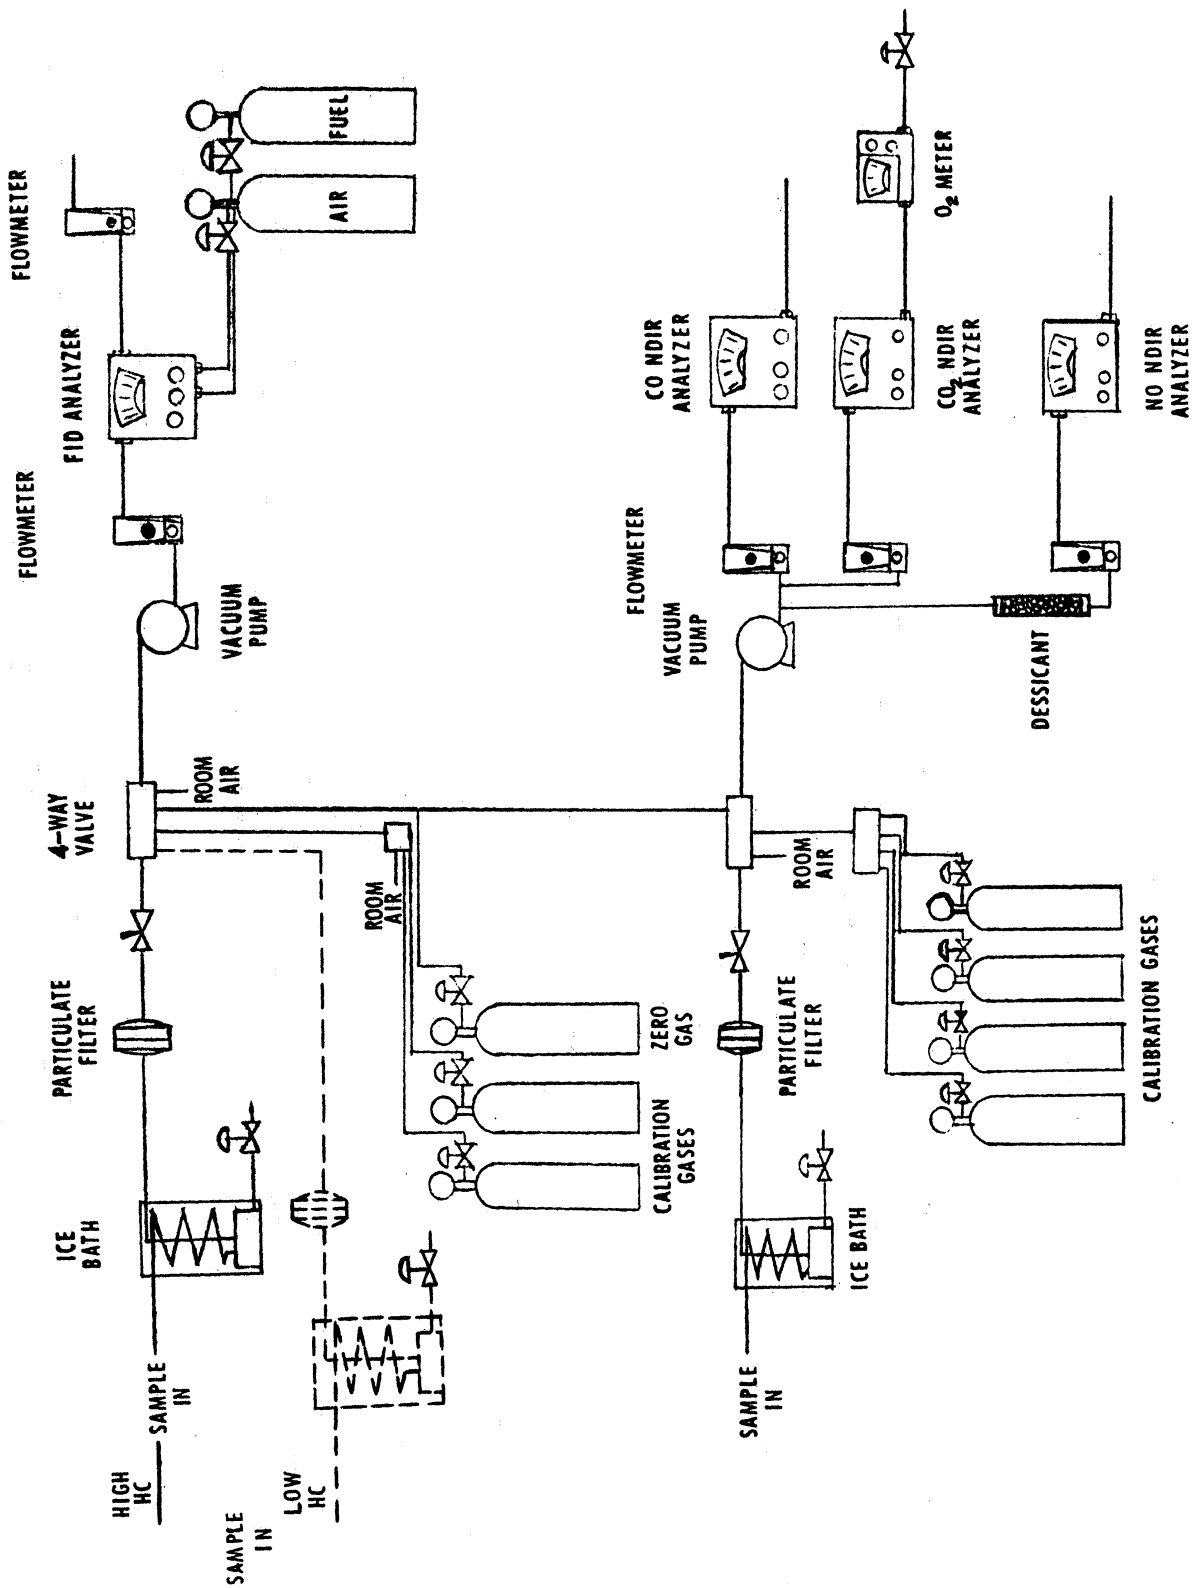 FLOWMETER
FUEL
AIR
FID ANALYZER
FLOWMETER
VACUUM
PUMP
4-WAY
VALVE
ROOM
AIR
ROOM
AIR
PARTICULATE
FILTER
ZERO
GAS
CALIBRATION
GASES
ICE
BATH
SAMPLE
IN
HIGH
HC
LOW
HC
SAMPLE
IN
O2 METER
CO NDIR
ANALYZER
CO2 NDIR
ANALYZER
NO NDIR
ANALYZER
FLOWMETER
VACUUM
PUMP
DESSICANT
ROOM
AIR
PARTICULATE
FILTER
CALIBRATION GASES
ICE BATH
SAMPLE
IN